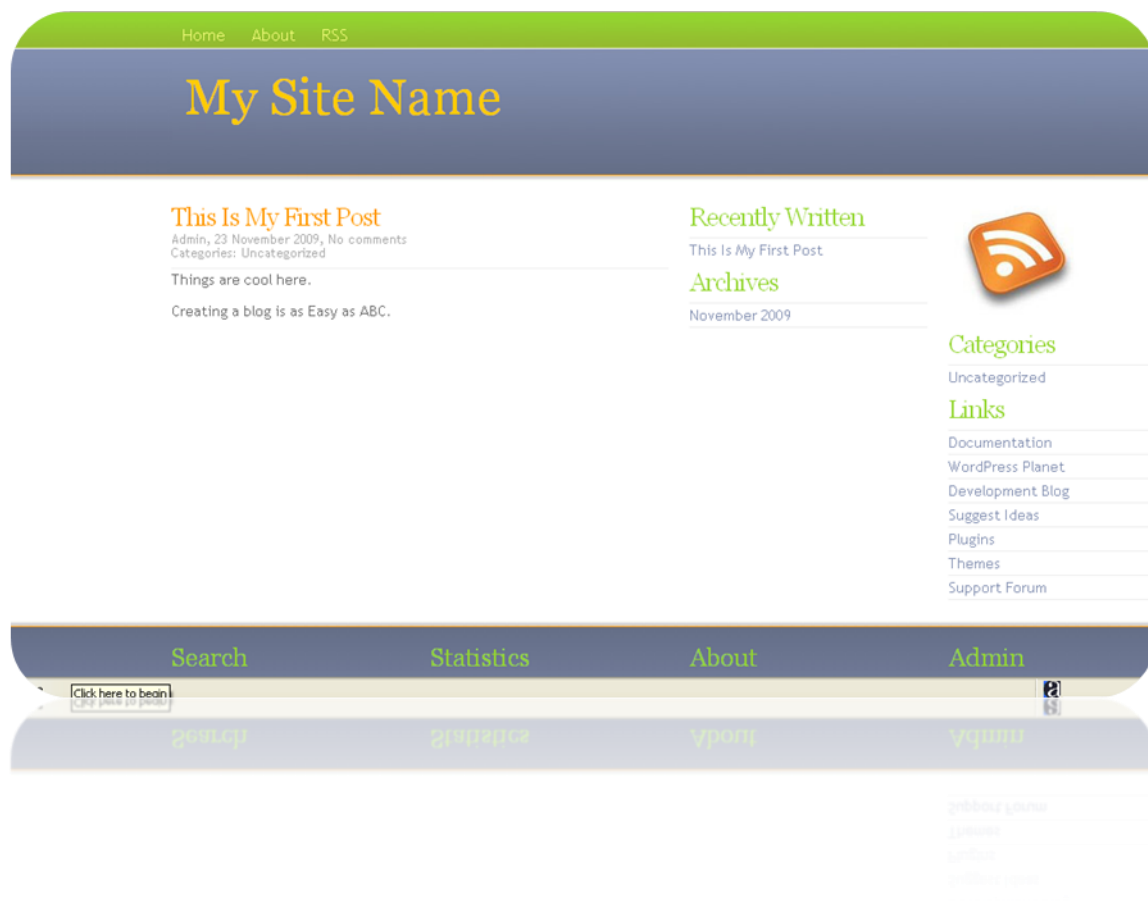 Home About RSS
My Site Name
This Is My First Post
Admin, 23 November 2009, No comments
Categories: Uncategorized
Things are cool here.
Creating a blog is as Easy as ABC.
Recently Written
This Is My First Post
Archives
November 2009
Categories
Uncategorized
Links
Documentation
WordPress Planet
Development Blog
Suggest Ideas
Plugins
Themes
Support Forum
Search Statistics About Admin
Click here to begin
a